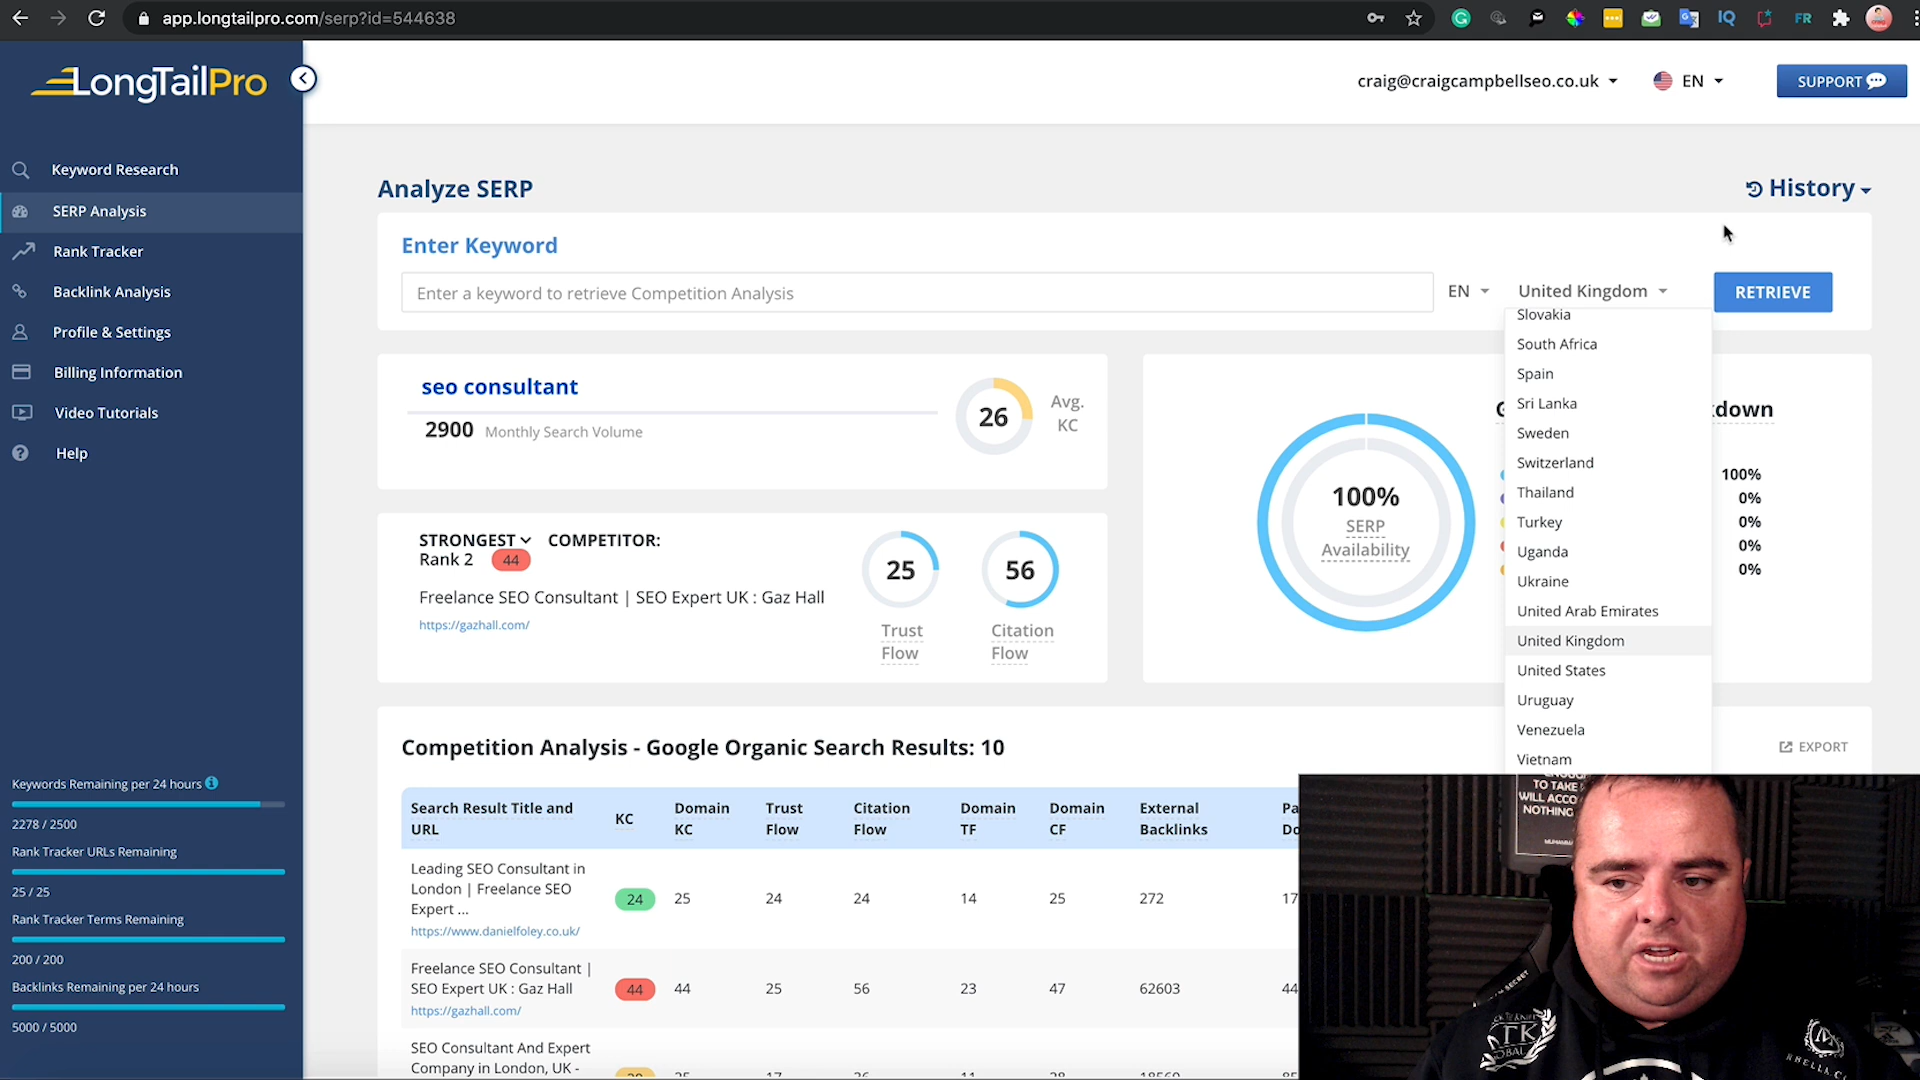 app.longtailpro.com/serp?id=544638
IQ
FR
LongTailPro
craig@craigcampbellseo.co.uk
EN
SUPPORT
Keyword Research
SERP Analysis
Rank Tracker
Backlink Analysis
Profile & Settings
Billing Information
Video Tutorials
Help
Keywords Remaining per 24 hours
2278 / 2500
Rank Tracker URLs Remaining
25 / 25
Rank Tracker Terms Remaining
200 / 200
Backlinks Remaining per 24 hours
5000 / 5000
Analyze SERP
History
Enter Keyword
Enter a keyword to retrieve Competition Analysis
EN
United Kingdom
RETRIEVE
Slovakia
South Africa
Spain
Sri Lanka
Sweden
Switzerland
Thailand
Turkey
Uganda
Ukraine
United Arab Emirates
United Kingdom
United States
Uruguay
Venezuela
Vietnam
seo consultant
2900 Monthly Search Volume
26
Avg.
KC
STRONGEST COMPETITOR:
Rank 2 44
Freelance SEO Consultant | SEO Expert UK : Gaz Hall
https://gazhall.com/
25
Trust
Flow
56
Citation
Flow
100%
SERP
Availability
kdown
100%
0%
0%
0%
0%
Competition Analysis - Google Organic Search Results: 10
EXPORT
Search Result Title and
URL
KC
Domain
KC
Trust
Flow
Citation
Flow
Domain
TF
Domain
CF
External
Backlinks
Pa
Do
Leading SEO Consultant in
London | Freelance SEO
Expert ...
https://www.danielfoley.co.uk/
24 25 24 24 14 25 272 17
Freelance SEO Consultant |
SEO Expert UK : Gaz Hall
https://gazhall.com/
44 44 25 56 23 47 62603 44
SEO Consultant And Expert
Company in London, UK -
TO TAKE
WILL ACCO
NOTHING